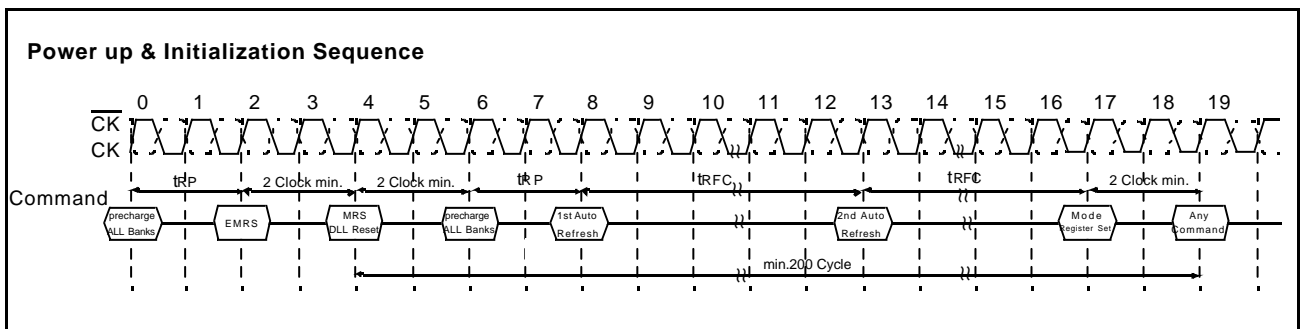 Power up & Initialization Sequence
0 1 2 3 4 5 6 7 8 9 10 11 12 13 14 15 16 17 18 19
CK
CK
tRP 2 Clock min. 2 Clock min. tRP tRFC tRFC 2 Clock min.
Command
precharge
ALL Banks
EMRS
MRS
DLL Reset
precharge
ALL Banks
1st Auto
Refresh
2nd Auto
Refresh
Mode
Register Set
Any
Command
min.200 Cycle